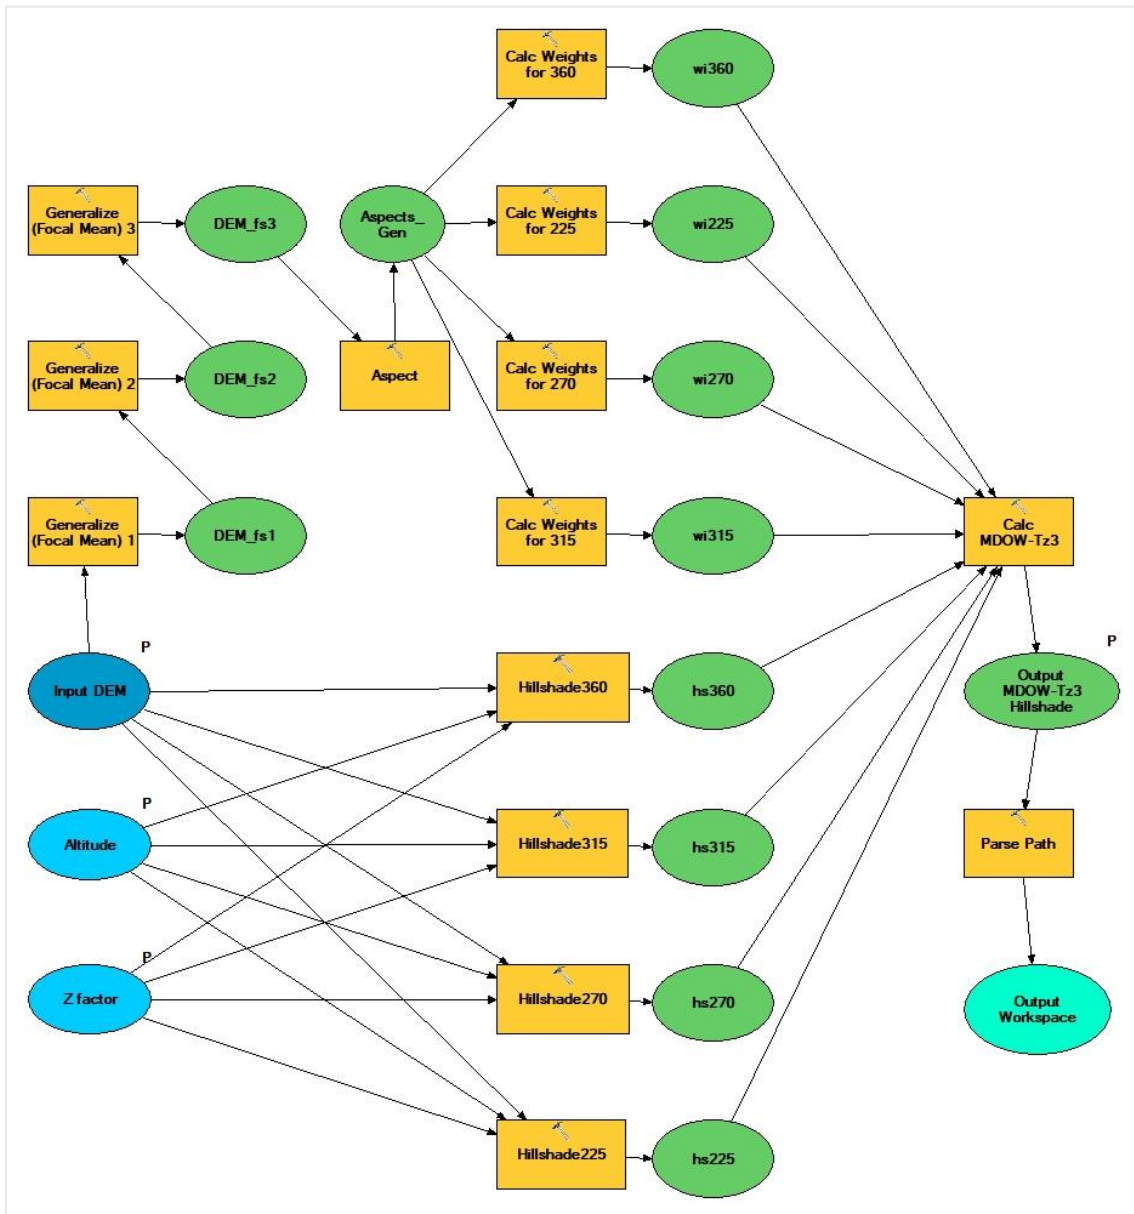 Calc Weights
for 360
wi360
Generalize
(Focal Mean) 3
DEM_fs3
Aspects_
Gen
Calc Weights
for 225
wi225
Generalize
(Focal Mean) 2
DEM_fs2
Aspect
Calc Weights
for 270
wi270
Generalize
(Focal Mean) 1
DEM_fs1
Calc Weights
for 315
wi315
Calc
MDOW-Tz3
P
Input DEM
Hillshade360
hs360
P
Output
MDOW-Tz3
Hillshade
P
Altitude
Hillshade315
hs315
Parse Path
P
Z factor
Hillshade270
hs270
Output
Workspace
Hillshade225
hs225